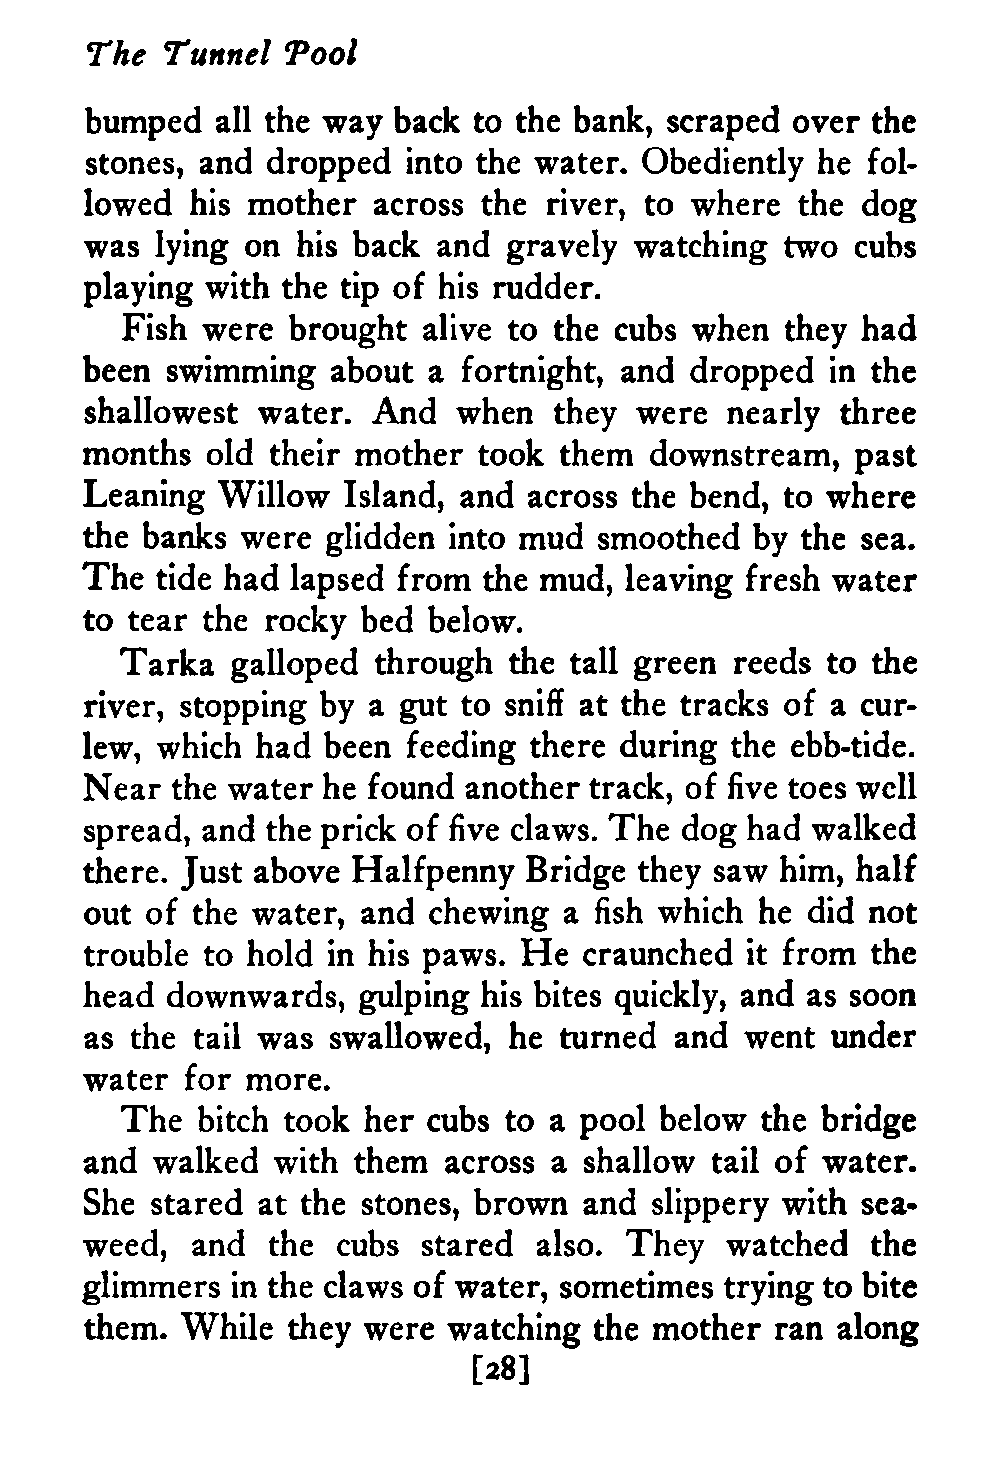 The Tunnel Pool
bumped all the way back to the bank, scraped over the
stones, and dropped into the water. Obediently he fol-
lowed his mother across the river, to where the dog
was lying on his back and gravely watching two cubs
playing with the tip of his rudder.
Fish were brought alive to the cubs when they had
been swimming about a fortnight, and dropped in the
shallowest water. And when they were nearly three
months old their mother took them downstream, past
Leaning Willow Island, and across the bend, to where
the banks were glidden into mud smoothed by the sea.
The tide had lapsed from the mud, leaving fresh water
to tear the rocky bed below.
Tarka galloped through the tall green reeds to the
river, stopping by a gut to sniff at the tracks of a cur-
lew, which had been feeding there during the ebb-tide.
Near the water he found another track, of five toes well
spread, and the prick of five claws. The dog had walked
there. Just above Halfpenny Bridge they saw him, half
out of the water, and chewing a fish which he did not
trouble to hold in his paws. He craunched it from the
head downwards, gulping his bites quickly, and as soon
as the tail was swallowed, he turned and went under
water for more.
The bitch took her cubs to a pool below the bridge
and walked with them across a shallow tail of water.
She stared at the stones, brown and slippery with sea-
weed, and the cubs stared also. They watched the
glimmers in the claws of water, sometimes trying to bite
them. While they were watching the mother ran along
[28]